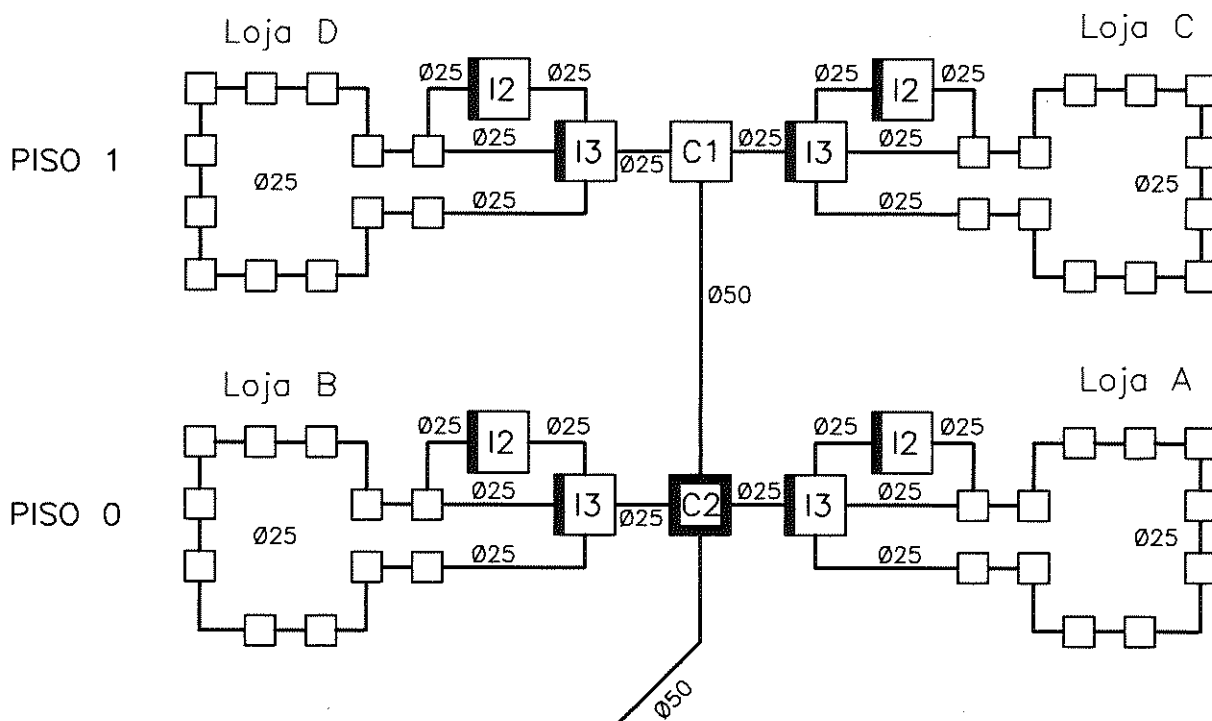 Loja D
Loja C
Ø25 I2 Ø25
Ø25 I2 Ø25
PISO 1
Ø25 I3 Ø25 C1 Ø25 I3 Ø25
Ø25 Ø25
Ø25 Ø25
Ø50
Loja B
Loja A
Ø25 I2 Ø25
Ø25 I2 Ø25
PISO 0
Ø25 I3 Ø25 C2 Ø25 I3 Ø25
Ø25 Ø25
Ø25 Ø25
Ø50